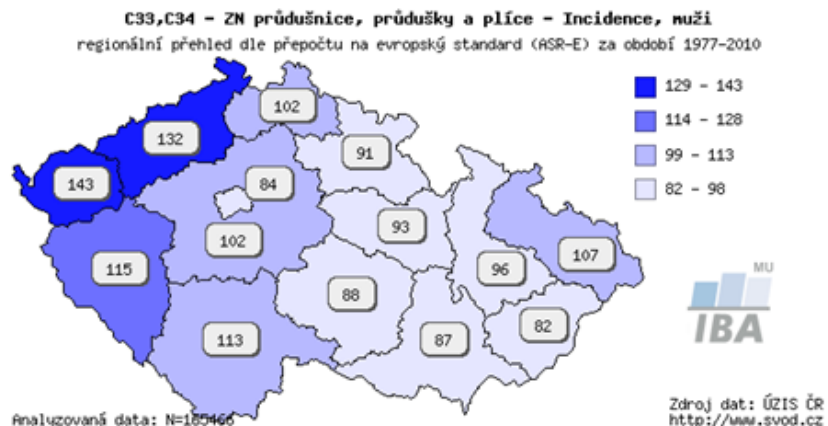 C33,C34 - ZN průdušnice, průdušky a plíce - Incidence, muži
regionální přehled dle přepočtu na evropský standard (ASR-E) za období 1977-2010
129 - 143
114 - 128
99 - 113
82 - 98
102
132
91
143
84
93
102
107
115
96
88
82
113
87
MU
IBA
Analyzovaná data: N=165466
Zdroj dat: ÚZIS ČR
http://www.svod.cz